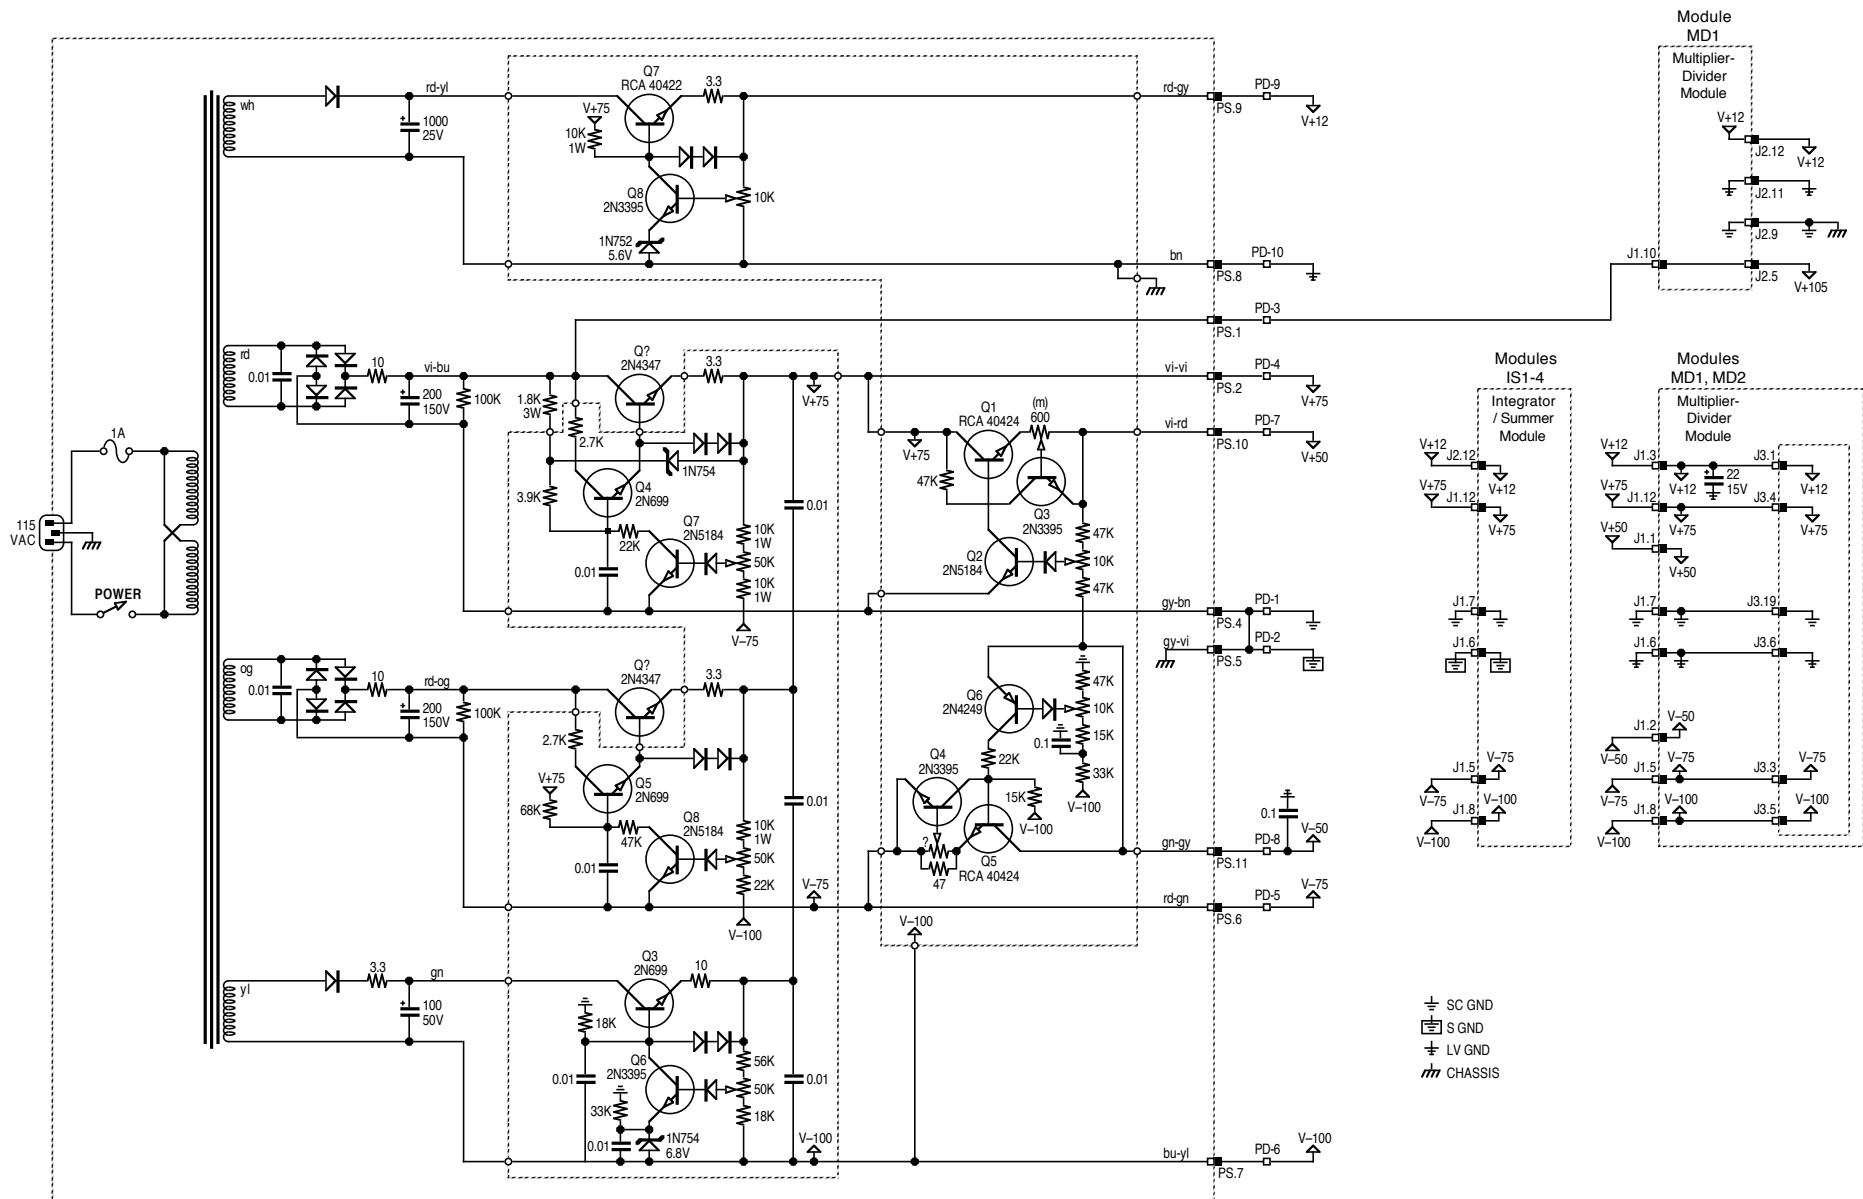 Module
MD1
Multiplier-
Divider
Module
V+12
J2.12
V+12
J2.11
J2.9
J1.10
J2.5
V+105
wh
rd-yl
1000
25V
Q7
RCA 40422
3.3
V+75
10K
1W
Q8
2N3395
10K
1N752
5.6V
rd-gy
PS.9
PD-9
V+12
bn
PS.8
PD-10
PD-3
PS.1
rd
0.01
10
vi-bu
200
150V
100K
1.8K
3W
2.7K
Q?
2N4347
3.3
V+75
1N754
3.9K
Q4
2N699
22K
Q7
2N5184
0.01
10K
1W
50K
10K
1W
V–75
0.01
vi-vi
PS.2
PD-4
V+75
Q1
RCA 40424
(m)
600
V+75
47K
Q3
2N3395
Q2
2N5184
47K
10K
47K
vi-rd
PS.10
PD-7
V+50
1A
115
VAC
POWER
gy-bn
PS.4
PD-1
gy-vi
PS.5
PD-2
og
0.01
10
rd-og
200
150V
100K
Q?
2N4347
3.3
2.7K
V+75
68K
Q5
2N699
47K
Q8
2N5184
0.01
10K
1W
50K
22K
V–75
V–100
0.01
Q6
2N4249
47K
10K
0.1
15K
22K
33K
V–100
Q4
2N3395
15K
V–100
?
47
Q5
RCA 40424
V–100
0.1
gn-gy
PS.11
PD-8
V–50
rd-gn
PS.6
PD-5
V–75
yl
3.3
gn
100
50V
Q3
2N699
10
18K
Q6
2N3395
0.01
33K
0.01
1N754
6.8V
56K
50K
18K
0.01
V–100
bu-yl
PS.7
PD-6
V–100
Modules
IS1-4
Integrator
/ Summer
Module
V+12
J2.12
V+12
V+75
J1.12
V+75
J1.7
J1.6
J1.5
V–75
V–75
J1.8
V–100
V–100
Modules
MD1, MD2
Multiplier-
Divider
Module
V+12
J1.3
V+12
22
15V
J3.1
V+12
V+75
J1.12
V+75
J3.4
V+75
V+50
J1.1
V+50
J1.7
J3.19
J1.6
J3.6
J1.2
V–50
V–50
J1.5
V–75
V–75
J3.3
V–75
J1.8
V–100
V–100
J3.5
V–100
SC GND
S GND
LV GND
CHASSIS